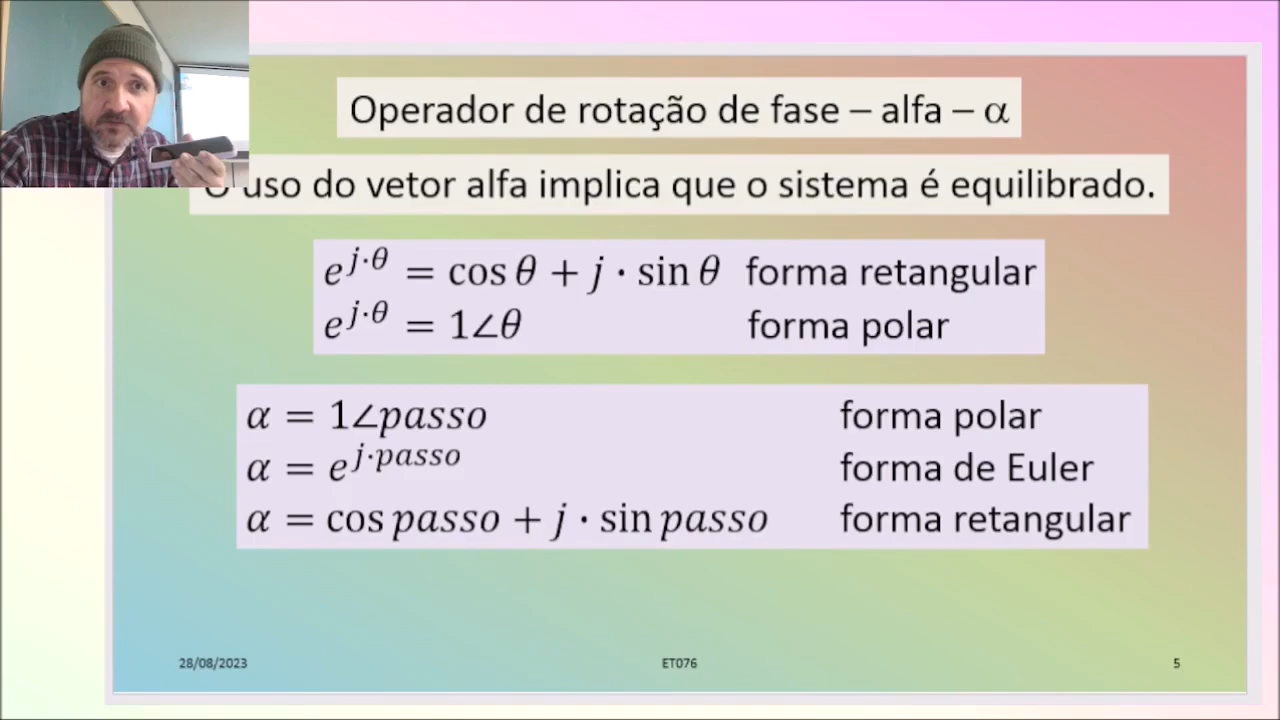 Operador de rotação de fase – alfa – α
O uso do vetor alfa implica que o sistema é equilibrado.
e^{j·θ} = cos θ + j · sin θ forma retangular
e^{j·θ} = 1∠θ forma polar
α = 1∠passo forma polar
α = e^{j·passo} forma de Euler
α = cos passo + j · sin passo forma retangular
28/08/2023 ET076 5